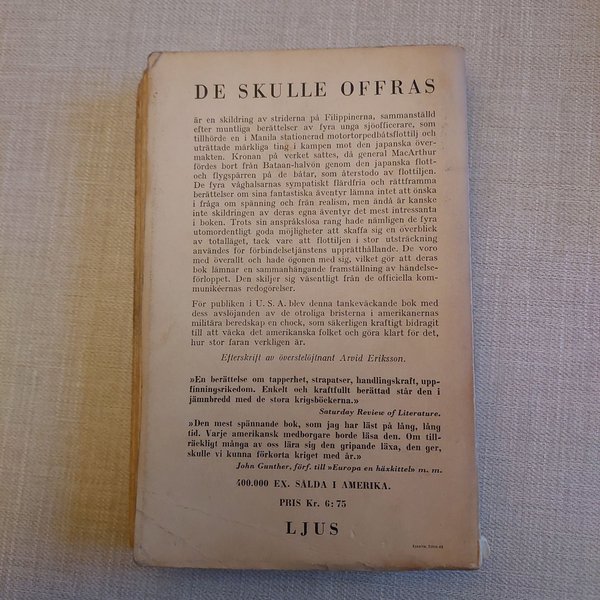 DE SKULLE OFFRAS
är en skildring av striderna på Filippinerna, sammanställd
efter muntliga berättelser av fyra unga sjöofficerare, som
tillhörde en i Manila stationerad motortorpedbåtsflottilj och
uträttade märkliga ting i kampen mot den japanska över-
makten. Kronan på verket sattes, då general MacArthur
fördes bort från Bataan-halvön genom den japanska flott-
och flygspärren på de båtar, som återstodo av flottiljen.
De fyra våghalsarnas sympatiskt flärdfria och rättframma
berättelser om sina fantastiska äventyr lämna intet att önska
i fråga om spänning och från realism, men ändå är kanske
inte skildringen av deras egna äventyr det mest intressanta
i boken. Trots sin anspråkslösa rang hade nämligen de fyra
utomordentligt goda möjligheter att skaffa sig en överblick
av totalläget, tack vare att flottiljen i stor utsträckning
användes för förbindelsetjänstens upprätthållande. De voro
med överallt och hade ögonen med sig, vilket gör att deras
bok lämnar en sammanhängande framställning av händelse-
förloppet. Den skiljer sig väsentligt från de officiella kom-
munikéernas redogörelser.
För publiken i U. S. A. blev denna tankeväckande bok med
dess avslöjanden av de otroliga bristerna i amerikanernas
militära beredskap en chock, som säkerligen kraftigt bidragit
till att väcka det amerikanska folket och göra klart för det,
hur stor faran verkligen är.
Efterskrift av överstelöjtnant Arvid Eriksson.
»En berättelse om tapperhet, strapatser, handlingskraft, upp-
finningsrikedom. Enkelt och kraftfullt berättad står den i
jämnbredd med de stora krigsböckerna.»
Saturday Review of Literature.
»Den mest spännande bok, som jag har läst på lång, lång
tid. Varje amerikansk medborgare borde läsa den. Om till-
räckligt många av oss lära sig den gripande läxa, den ger,
skulle vi kunna förkorta kriget med år.»
John Gunther, förf. till »Europa en häxkittel» m. m.
400.000 EX. SÅLDA I AMERIKA.
PRIS Kr. 6: 75
LJUS